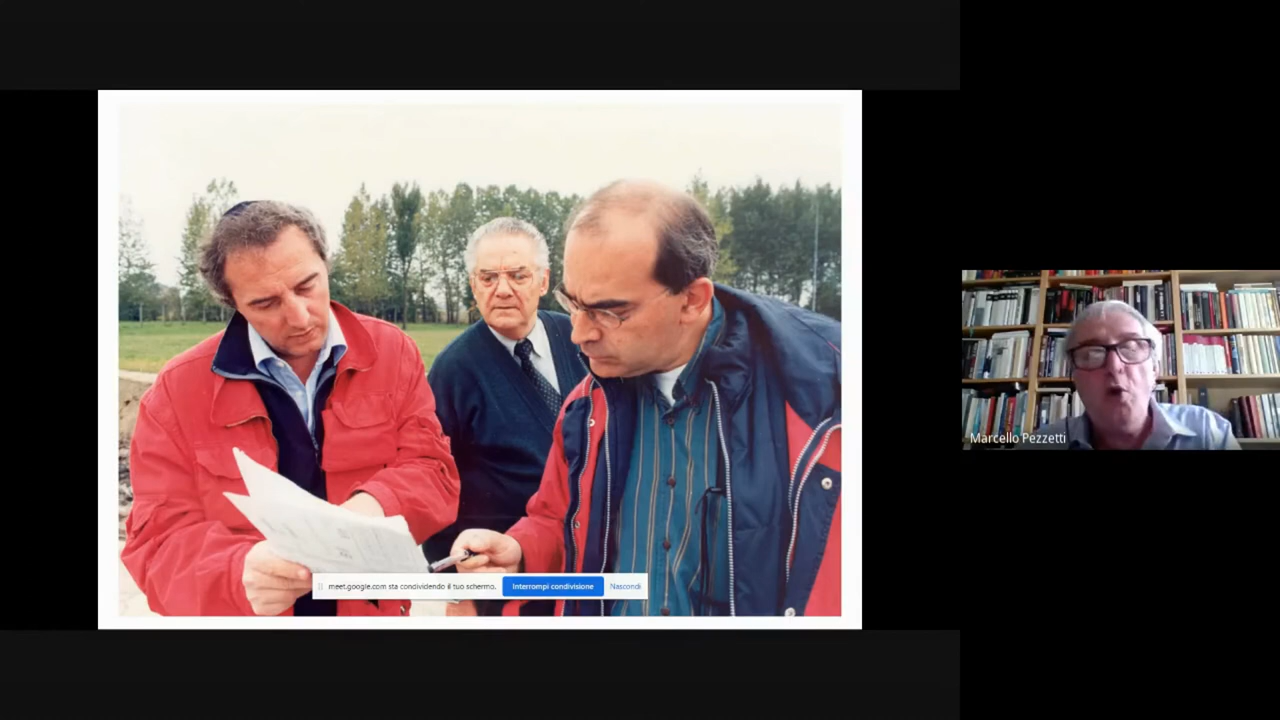 meet.google.com sta condividendo il tuo schermo.
Interrompi condivisione
Nascondi
Marcello Pezzetti